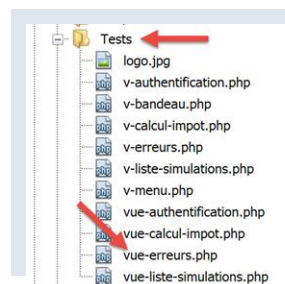 Tests
logo.jpg
v-authentification.php
v-bandeau.php
v-calcul-impot.php
v-erreurs.php
v-liste-simulations.php
v-menu.php
vue-authentification.php
vue-calcul-impot.php
vue-erreurs.php
vue-liste-simulations.php